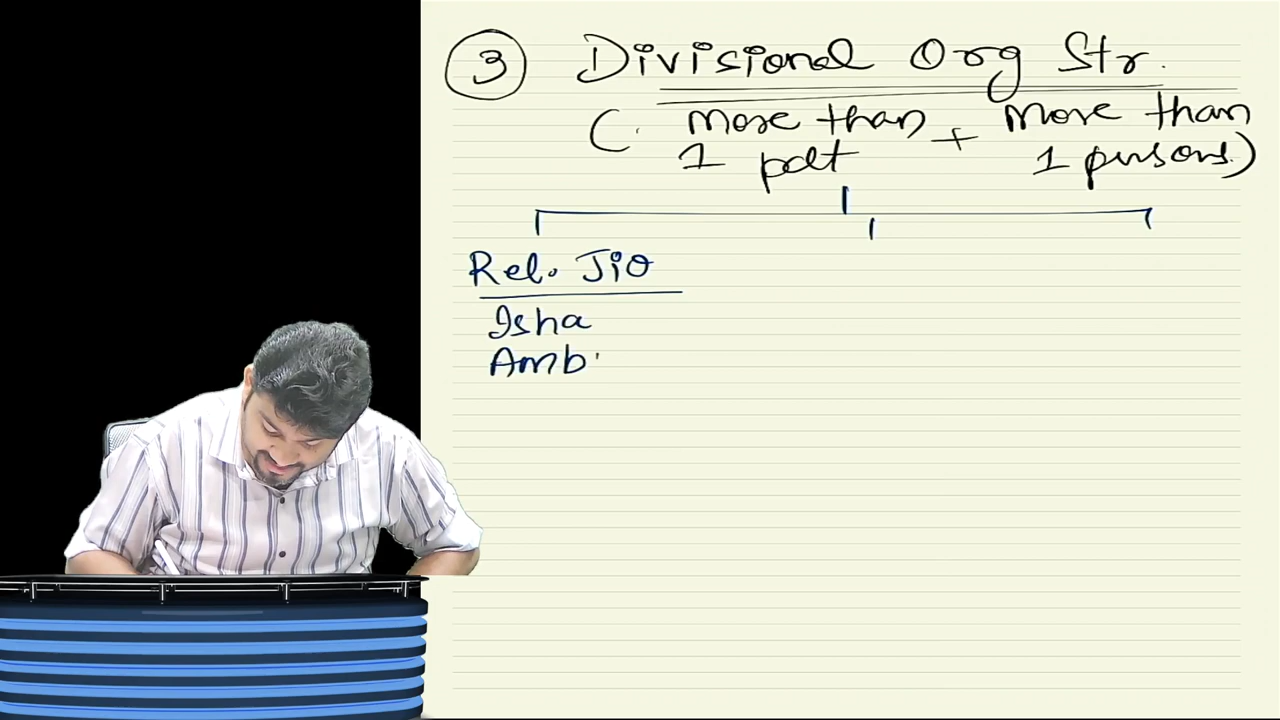 3 Divisional Org Str.
( more than 1 pdt + more than 1 persons.)
Rel. Jio
Isha
Amb